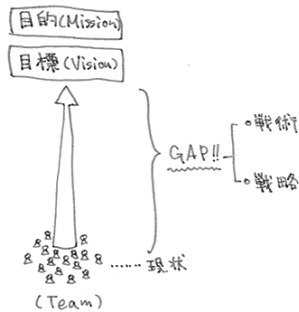 目的(Mission)
目標(Vision)
GAP!!
・戦術
・戦略
……現状
(Team)